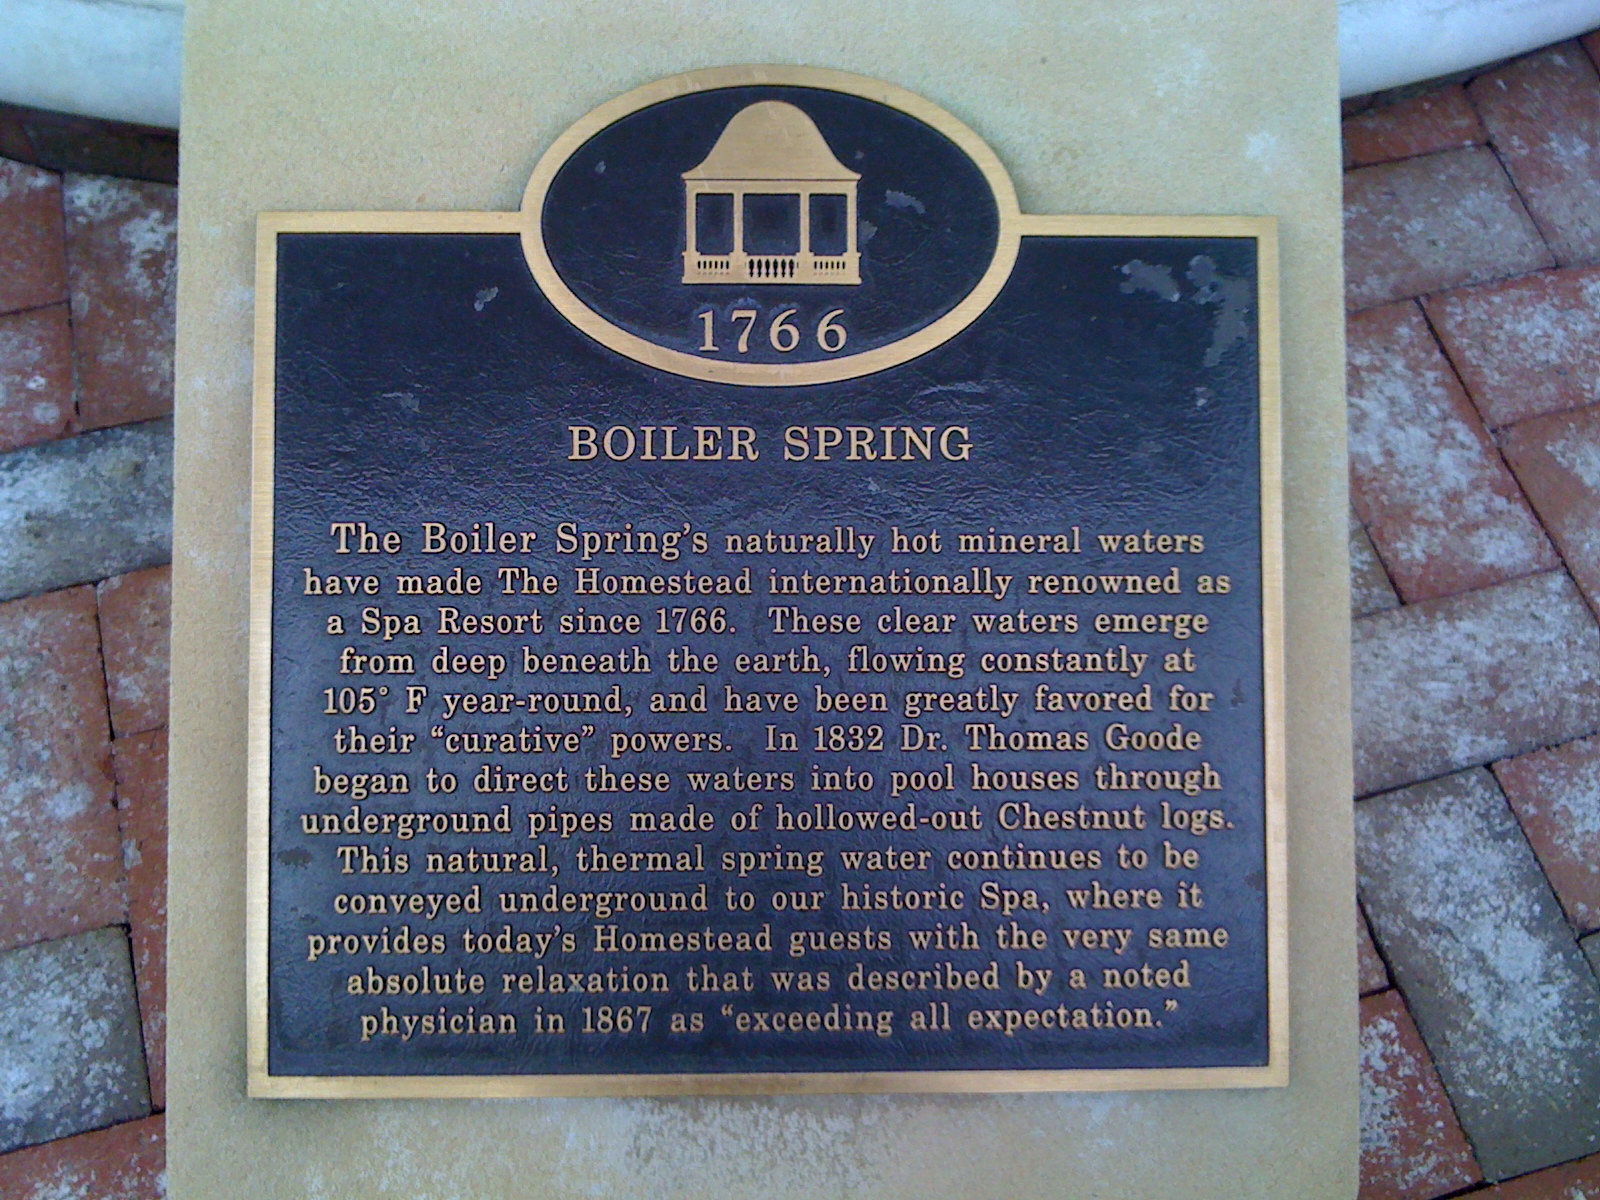 1766
BOILER SPRING
The Boiler Spring's naturally hot mineral waters
have made The Homestead internationally renowned as
a Spa Resort since 1766. These clear waters emerge
from deep beneath the earth, flowing constantly at
105° F year-round, and have been greatly favored for
their “curative” powers. In 1832 Dr. Thomas Goode
began to direct these waters into pool houses through
underground pipes made of hollowed-out Chestnut logs.
This natural, thermal spring water continues to be
conveyed underground to our historic Spa, where it
provides today's Homestead guests with the very same
absolute relaxation that was described by a noted
physician in 1867 as “exceeding all expectation.”